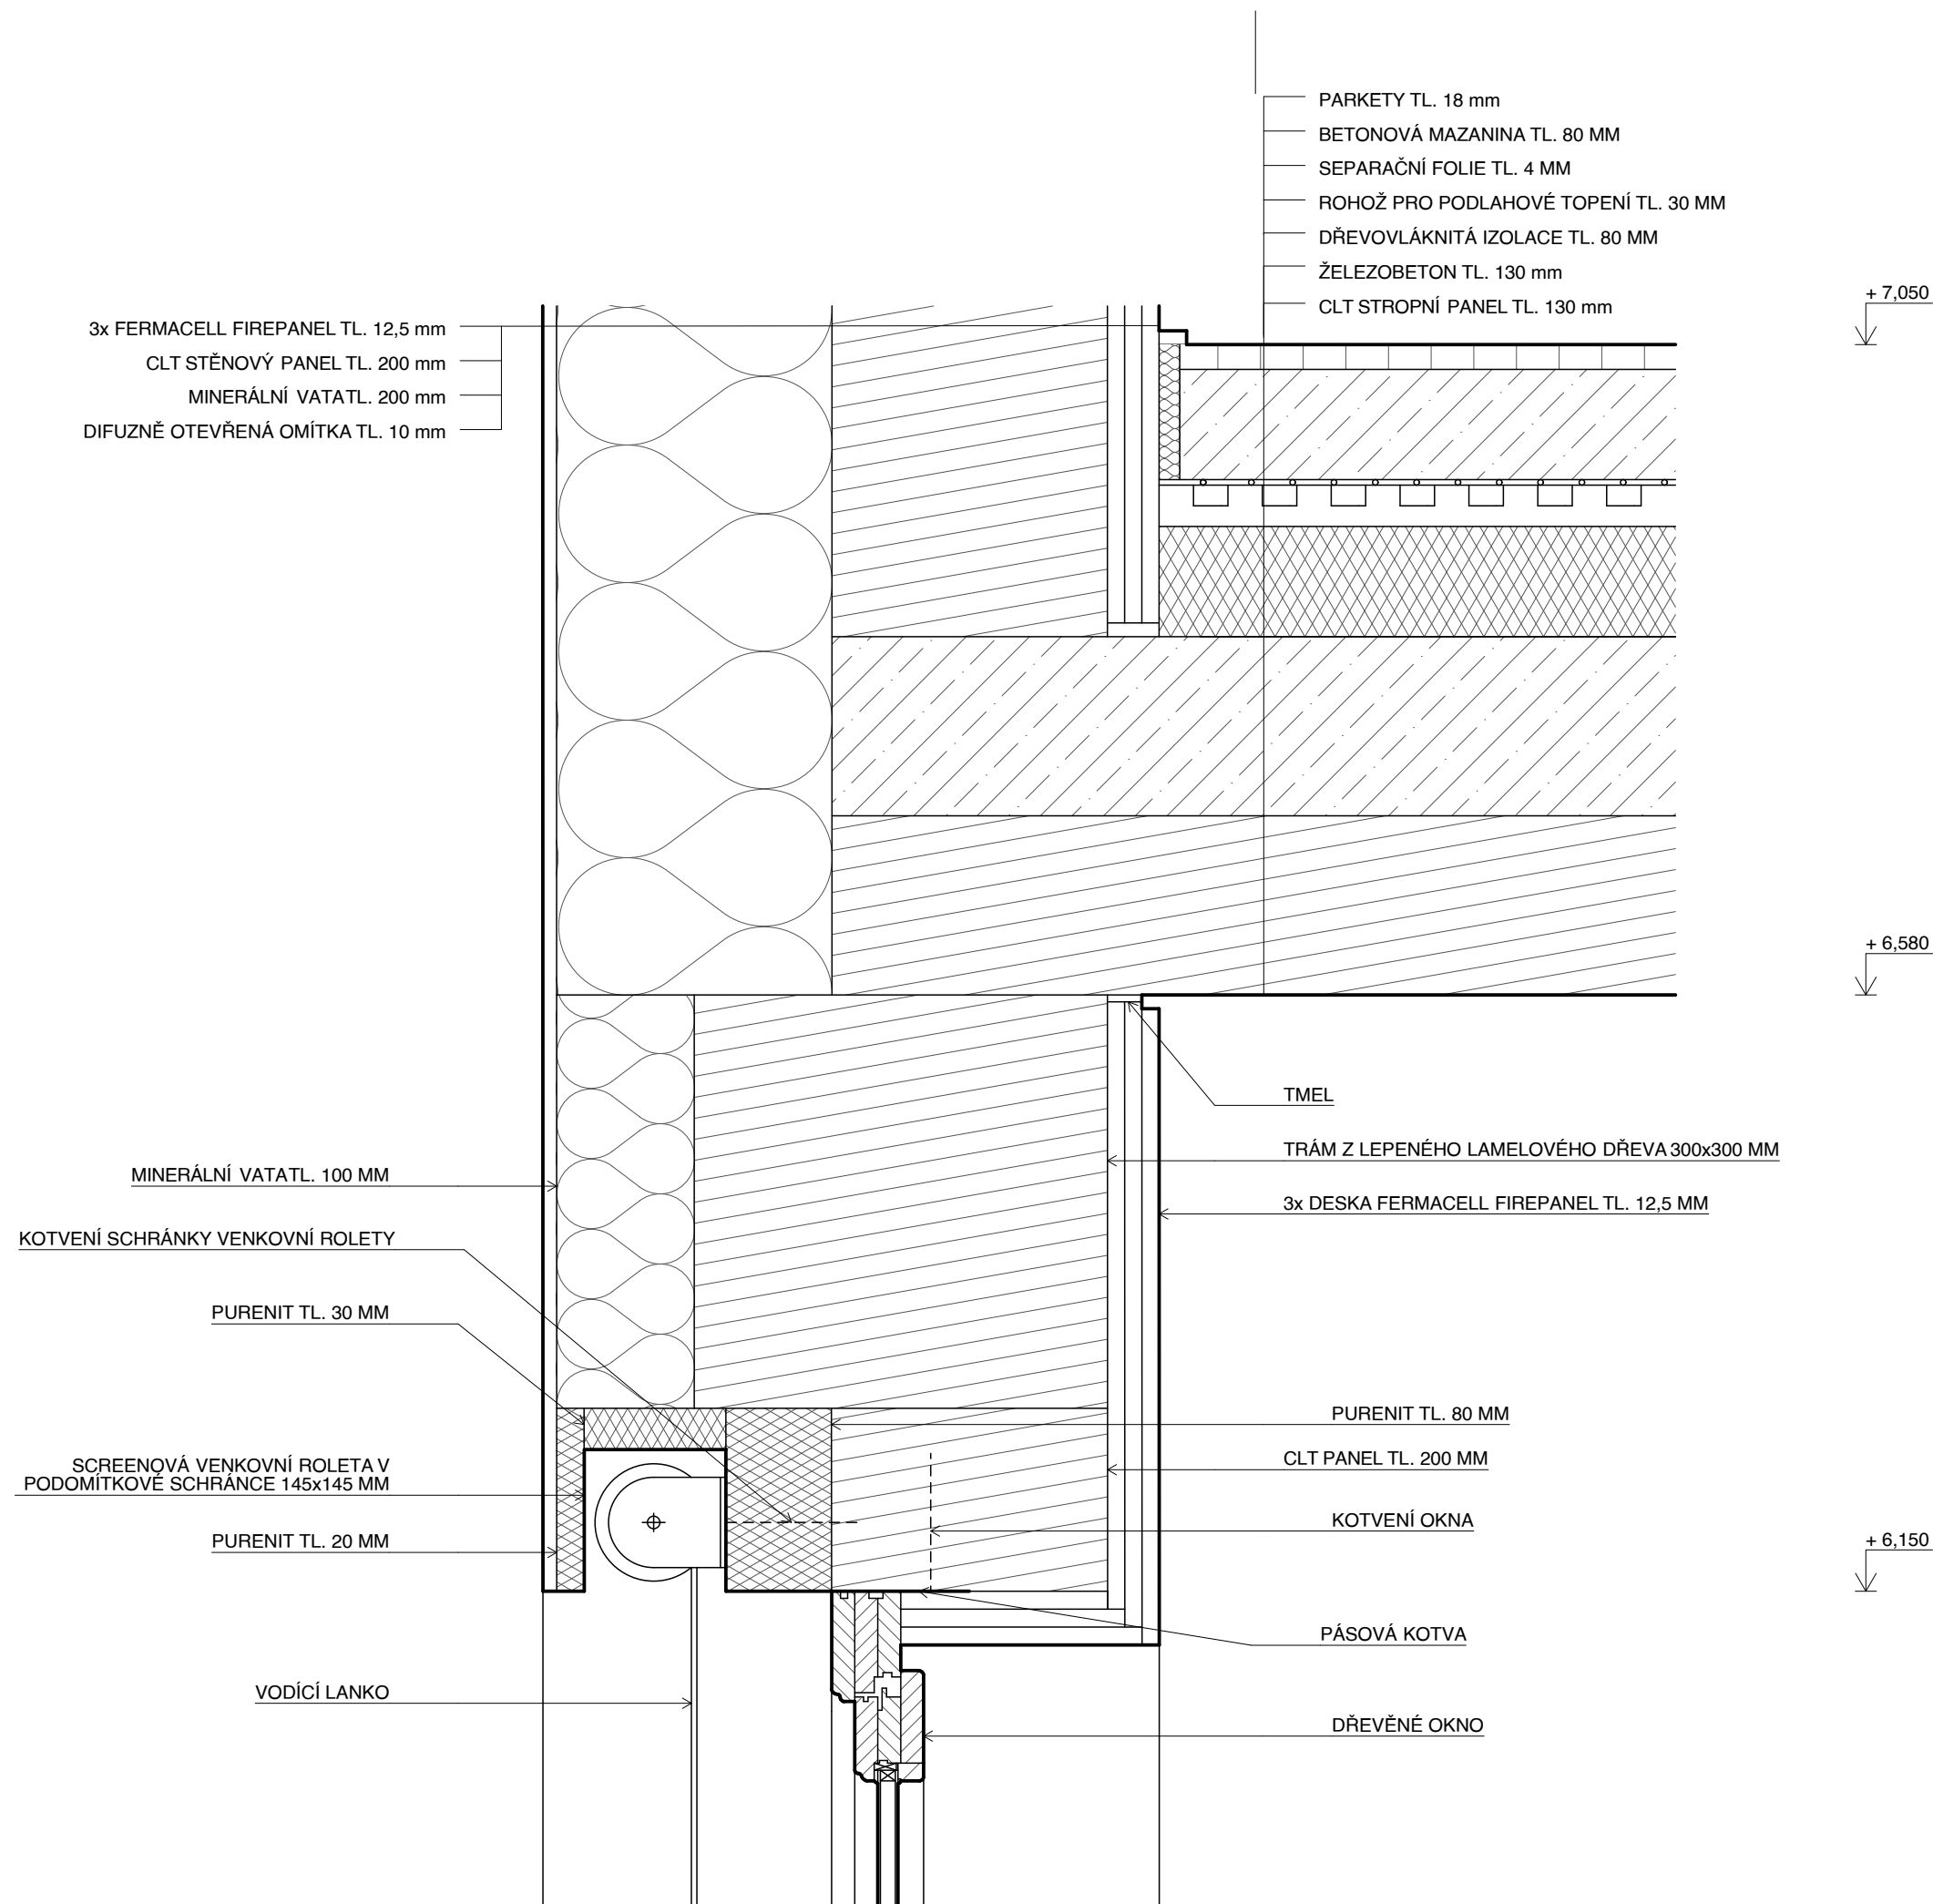 PARKETY TL. 18 mm
BETONOVÁ MAZANINA TL. 80 MM
SEPARAČNÍ FOLIE TL. 4 MM
ROHOŽ PRO PODLAHOVÉ TOPENÍ TL. 30 MM
DŘEVOVLÁKNITÁ IZOLACE TL. 80 MM
ŽELEZOBETON TL. 130 mm
CLT STROPNÍ PANEL TL. 130 mm
3x FERMACELL FIREPANEL TL. 12,5 mm
CLT STĚNOVÝ PANEL TL. 200 mm
MINERÁLNÍ VATA TL. 200 mm
DIFUZNĚ OTEVŘENÁ OMÍTKA TL. 10 mm
+ 7,050
+ 6,580
+ 6,150
MINERÁLNÍ VATA TL. 100 MM
KOTVENÍ SCHRÁNKY VENKOVNÍ ROLETY
PURENIT TL. 30 MM
SCREENOVÁ VENKOVNÍ ROLETA V
PODOMÍTKOVÉ SCHRÁNCE 145x145 MM
PURENIT TL. 20 MM
VODÍCÍ LANKO
TMEL
TRÁM Z LEPENÉHO LAMELOVÉHO DŘEVA 300x300 MM
3x DESKA FERMACELL FIREPANEL TL. 12,5 MM
PURENIT TL. 80 MM
CLT PANEL TL. 200 MM
KOTVENÍ OKNA
PÁSOVÁ KOTVA
DŘEVĚNÉ OKNO